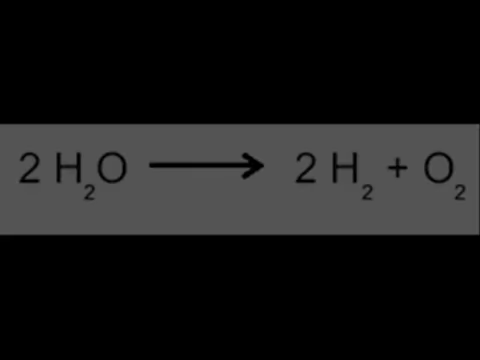 2 H₂O ⟶ 2 H₂ + O₂